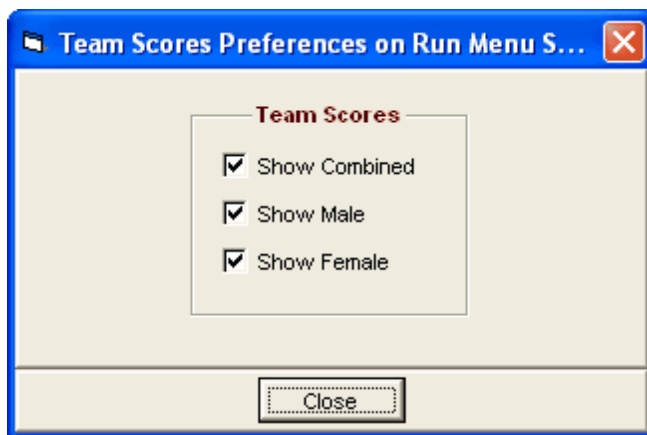 Team Scores Preferences on Run Menu S...
Team Scores
Show Combined
Show Male
Show Female
Close